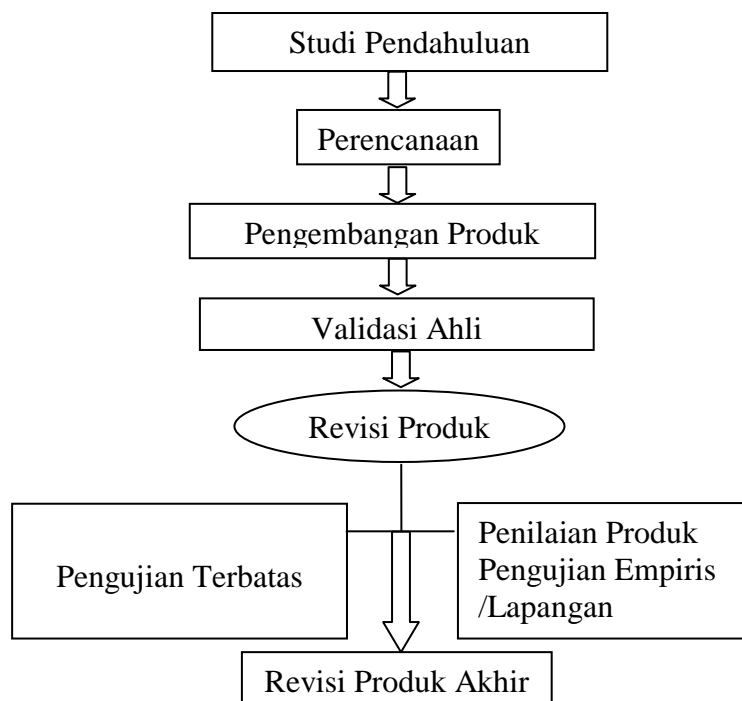 Studi Pendahuluan
Perencanaan
Pengembangan Produk
Validasi Ahli
Revisi Produk
Pengujian Terbatas
Penilaian Produk
Pengujian Empiris
/Lapangan
Revisi Produk Akhir